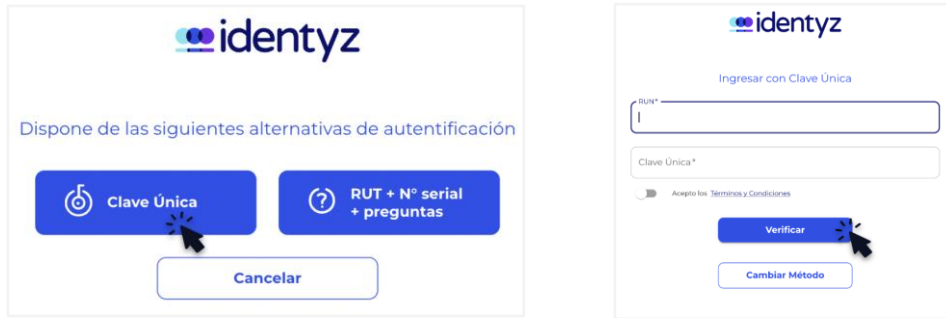 identyz
Dispone de las siguientes alternativas de autentificación
Clave Única
RUT + N° serial
+ preguntas
Cancelar
identyz
Ingresar con Clave Única
RUN*
Clave Única*
Acepto los Términos y Condiciones
Verificar
Cambiar Método